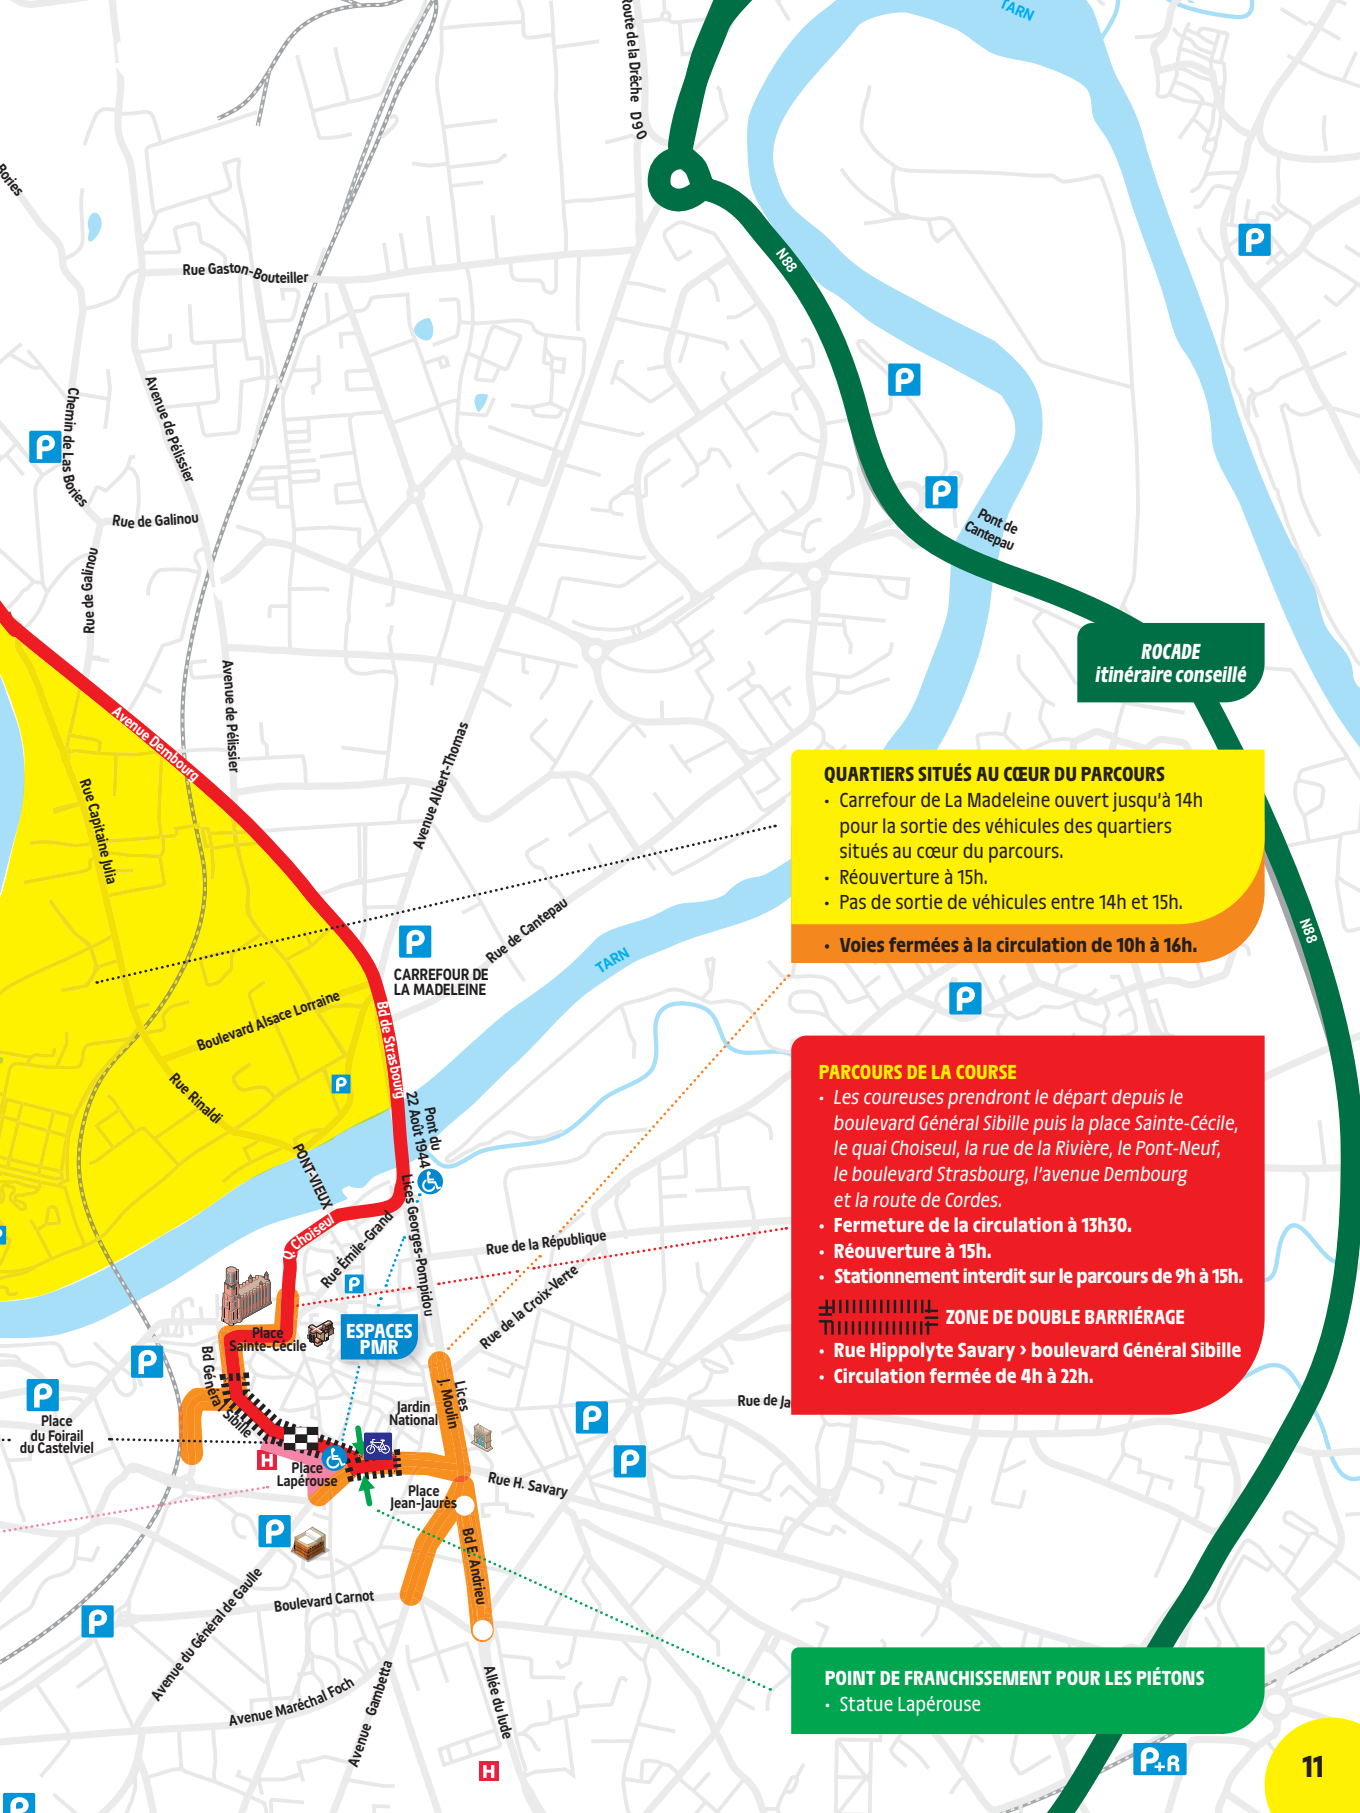 TARN
Route de la Drêche D90
Bories
P
Rue Gaston-Bouteiller
N88
P
Chemin de Las Bories
P
Avenue de Pélissier
P
Rue de Galinou
Pont de
Cantepau
Rue de Galinou
ROCADE
itinéraire conseillé
Avenue de Pélissier
Avenue Dembourg
Avenue Albert-Thomas
Rue Capitaine Julia
QUARTIERS SITUÉS AU CŒUR DU PARCOURS
• Carrefour de La Madeleine ouvert jusqu'à 14h
pour la sortie des véhicules des quartiers
situés au cœur du parcours.
• Réouverture à 15h.
• Pas de sortie de véhicules entre 14h et 15h.
• Voies fermées à la circulation de 10h à 16h.
N88
Rue de Cantepau
P
CARREFOUR DE
LA MADELEINE
TARN
P
Boulevard Alsace Lorraine
Bd de Strasbourg
P
Rue Rinaldi
Pont du
22 Août 1944
PONT-VIEUX
PARCOURS DE LA COURSE
• Les coureuses prendront le départ depuis le
boulevard Général Sibille puis la place Sainte-Cécile,
le quai Choiseul, la rue de la Rivière, le Pont-Neuf,
le boulevard Strasbourg, l'avenue Dembourg
et la route de Cordes.
• Fermeture de la circulation à 13h30.
• Réouverture à 15h.
• Stationnement interdit sur le parcours de 9h à 15h.
ZONE DE DOUBLE BARRIÉRAGE
• Rue Hippolyte Savary > boulevard Général Sibille
• Circulation fermée de 4h à 22h.
Lices Georges-Pompidou
Q. Choiseul
Rue Émile-Grand
Rue de la République
P
Rue de la Croix-Verte
ESPACES
PMR
Place
Sainte-Cécile
P
Bd Général Sibille
P
Place
du Foirail
du Castelviel
Lices
J. Moulin
Jardin
National
Rue de Ja
P
P
H
Place
Lapérouse
Place
Jean-Jaurès
Rue H. Savary
P
Bd E. Andrieu
Boulevard Carnot
P
Avenue du Général de Gaulle
Avenue Maréchal Foch
Avenue Gambetta
Allée du lude
POINT DE FRANCHISSEMENT POUR LES PIÉTONS
• Statue Lapérouse
H
P+R
11
P